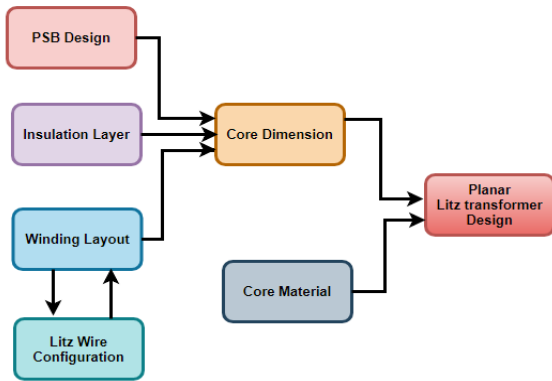 PSB Design
Insulation Layer
Core Dimension
Planar
Litz transformer
Design
Winding Layout
Core Material
Litz Wire
Configuration